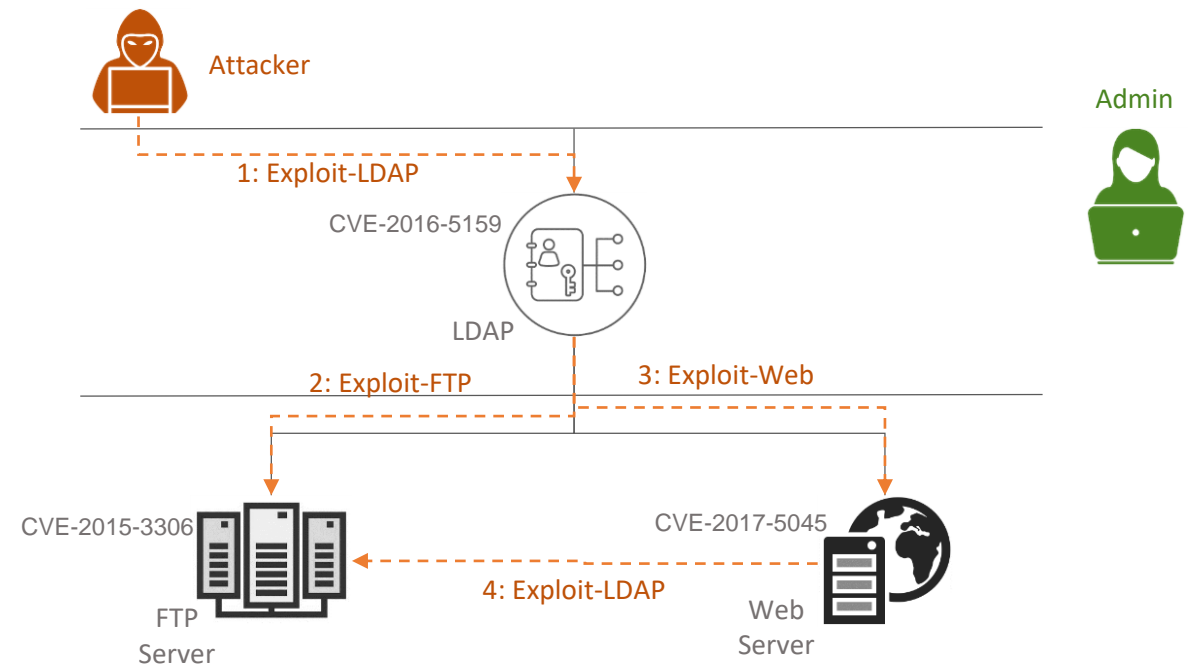 Attacker
Admin
1: Exploit-LDAP
CVE-2016-5159
LDAP
2: Exploit-FTP
3: Exploit-Web
CVE-2015-3306
CVE-2017-5045
4: Exploit-LDAP
FTP
Server
Web
Server